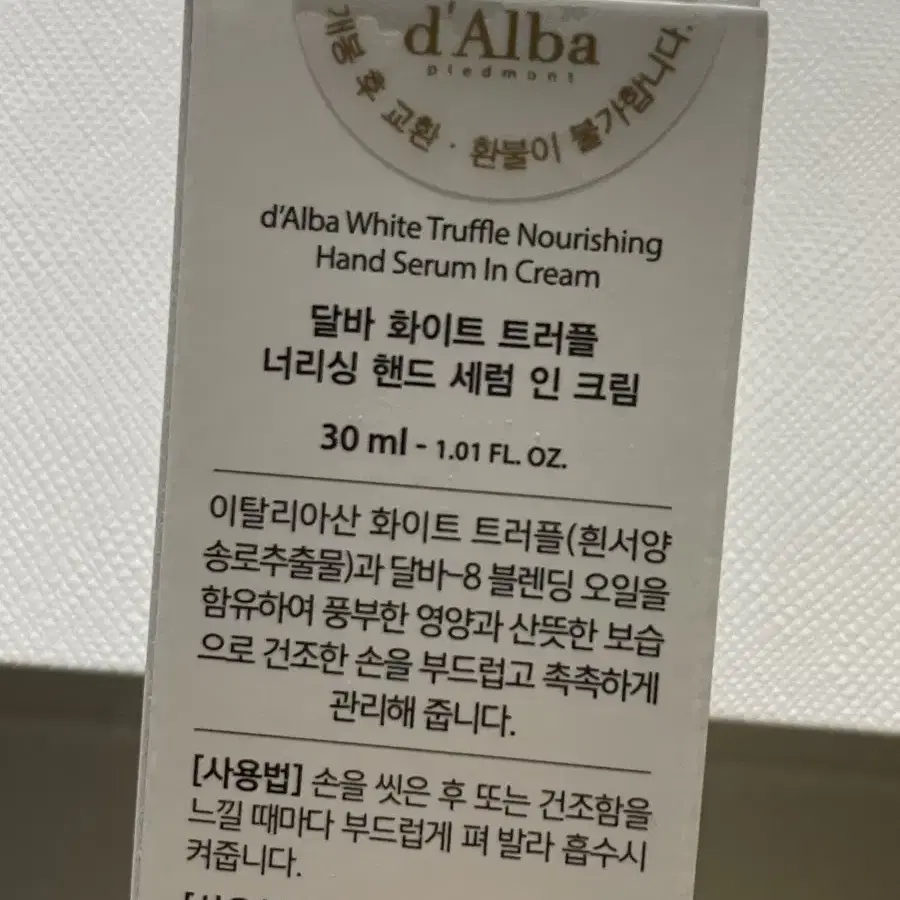 d'Alba
piedmont
개봉 후 교환 · 환불이 불가합니다.
d'Alba White Truffle Nourishing
Hand Serum In Cream
달바 화이트 트러플
너리싱 핸드 세럼 인 크림
30 ml - 1.01 FL. OZ.
이탈리아산 화이트 트러플(흰서양
송로추출물)과 달바-8 블렌딩 오일을
함유하여 풍부한 영양과 산뜻한 보습
으로 건조한 손을 부드럽고 촉촉하게
관리해 줍니다.
[사용법] 손을 씻은 후 또는 건조함을
느낄 때마다 부드럽게 펴 발라 흡수시
켜줍니다.